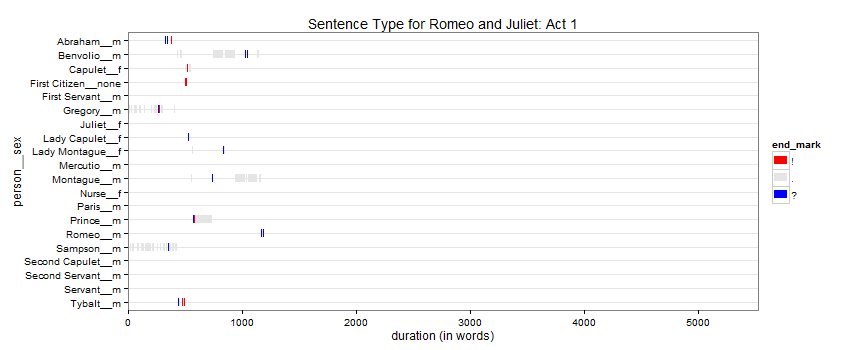 Sentence Type for Romeo and Juliet: Act 1
person__sex
Abraham__m
Benvolio__m
Capulet__f
First Citizen__none
First Servant__m
Gregory__m
Juliet__f
Lady Capulet__f
Lady Montague__f
Mercutio__m
Montague__m
Nurse__f
Paris__m
Prince__m
Romeo__m
Sampson__m
Second Capulet__m
Second Servant__m
Servant__m
Tybalt__m
0 1000 2000 3000 4000 5000
duration (in words)
end_mark
!
.
?